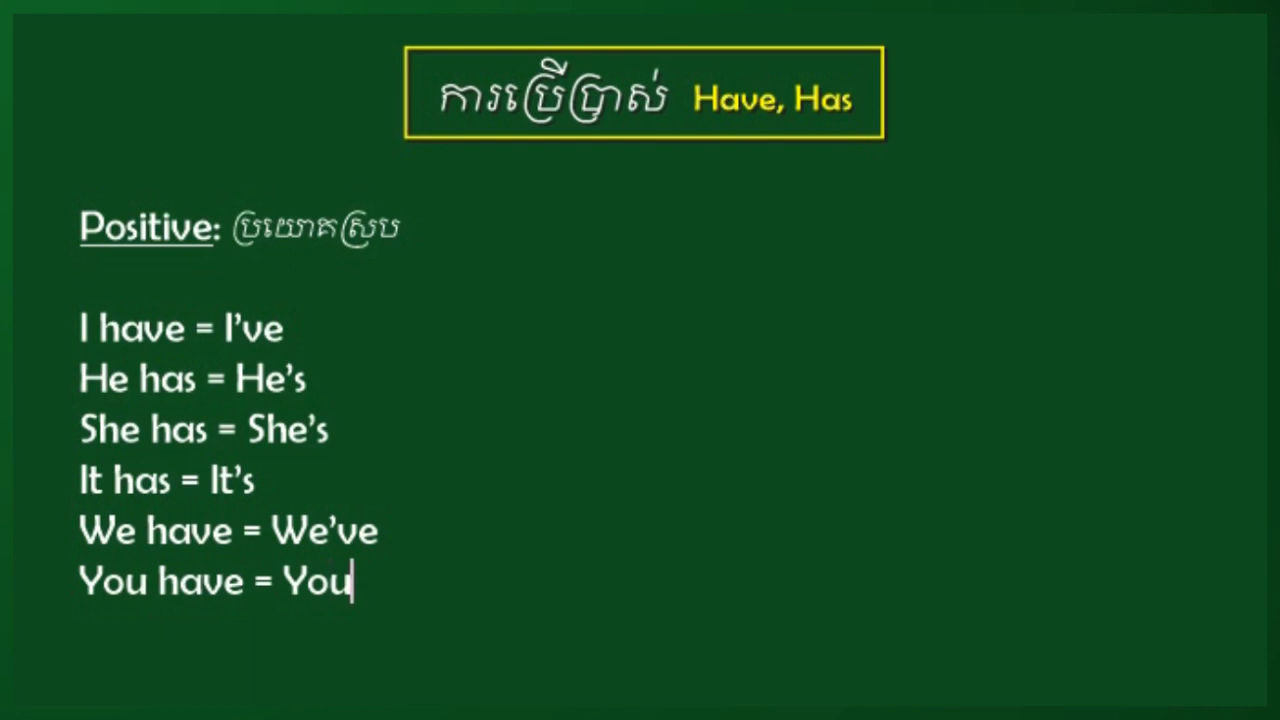 ការប្រើប្រាស់ Have, Has
Positive: ប្រយោគស្រប
I have = I’ve
He has = He’s
She has = She’s
It has = It’s
We have = We’ve
You have = You